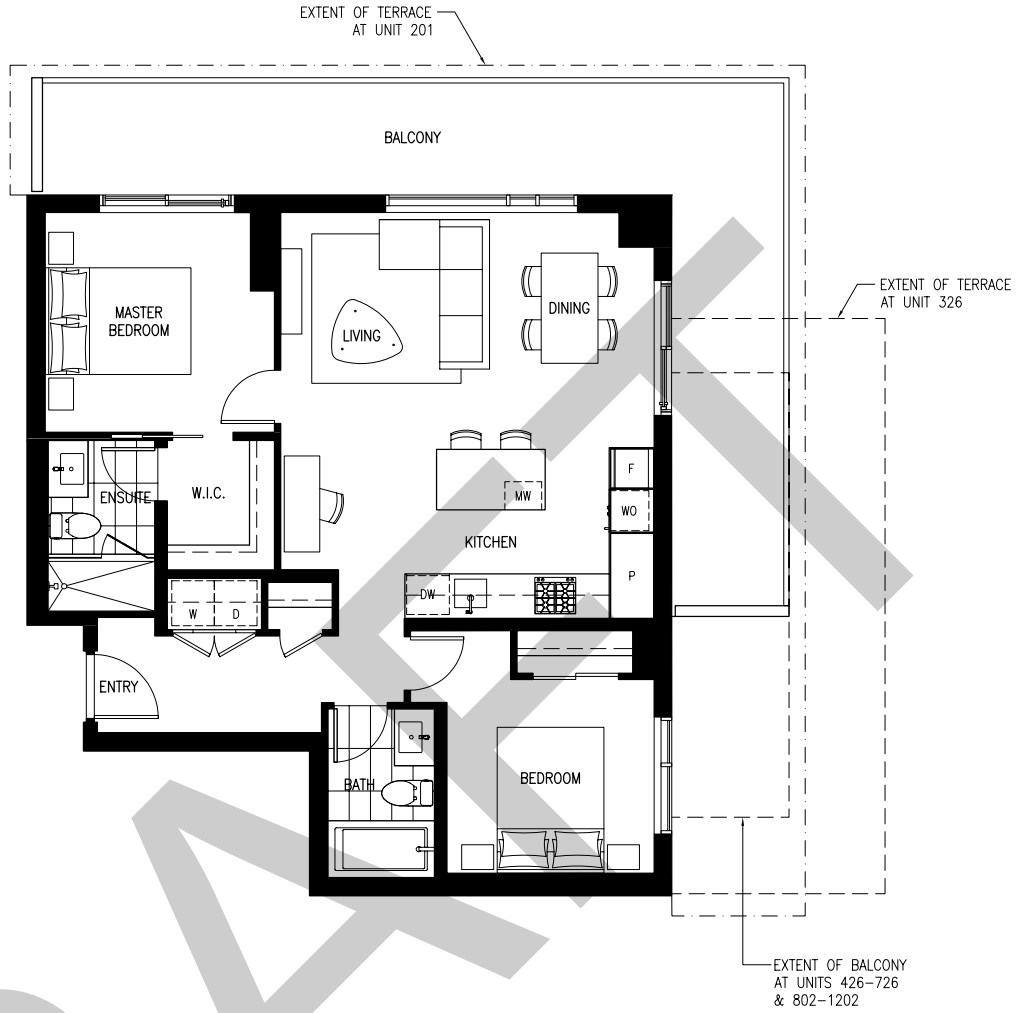 EXTENT OF TERRACE
AT UNIT 201
BALCONY
EXTENT OF TERRACE
AT UNIT 326
MASTER
BEDROOM
LIVING
DINING
ENSUITE
W.I.C.
MW
F
WO
KITCHEN
P
DW
W
D
ENTRY
BATH
BEDROOM
EXTENT OF BALCONY
AT UNITS 426-726
& 802-1202
DRAFT